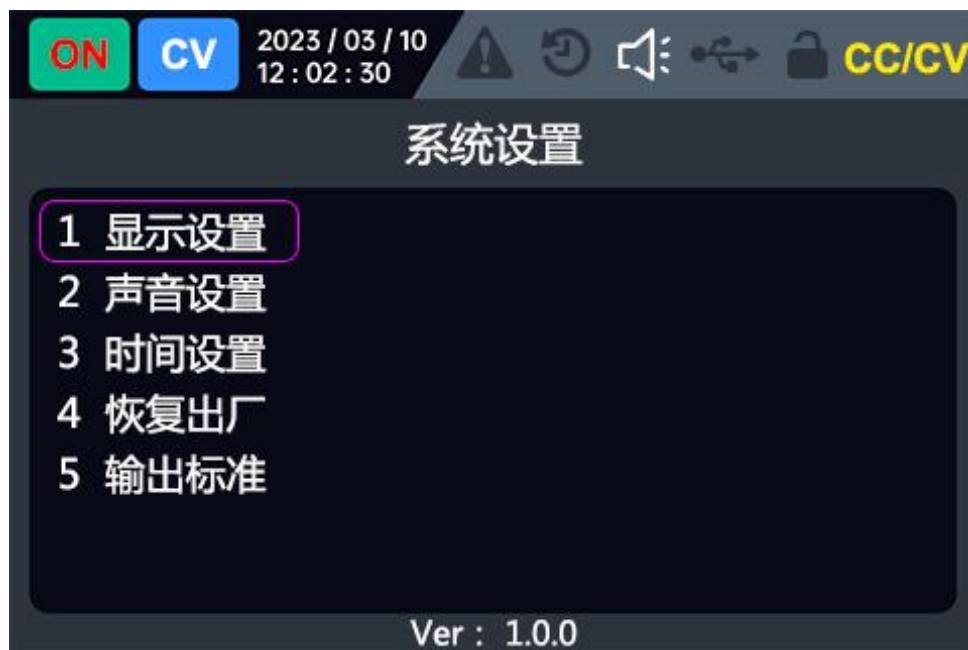 ON CV 2023 / 03 / 10
12 : 02 : 30
CC/CV
系统设置
1 显示设置
2 声音设置
3 时间设置
4 恢复出厂
5 输出标准
Ver : 1.0.0